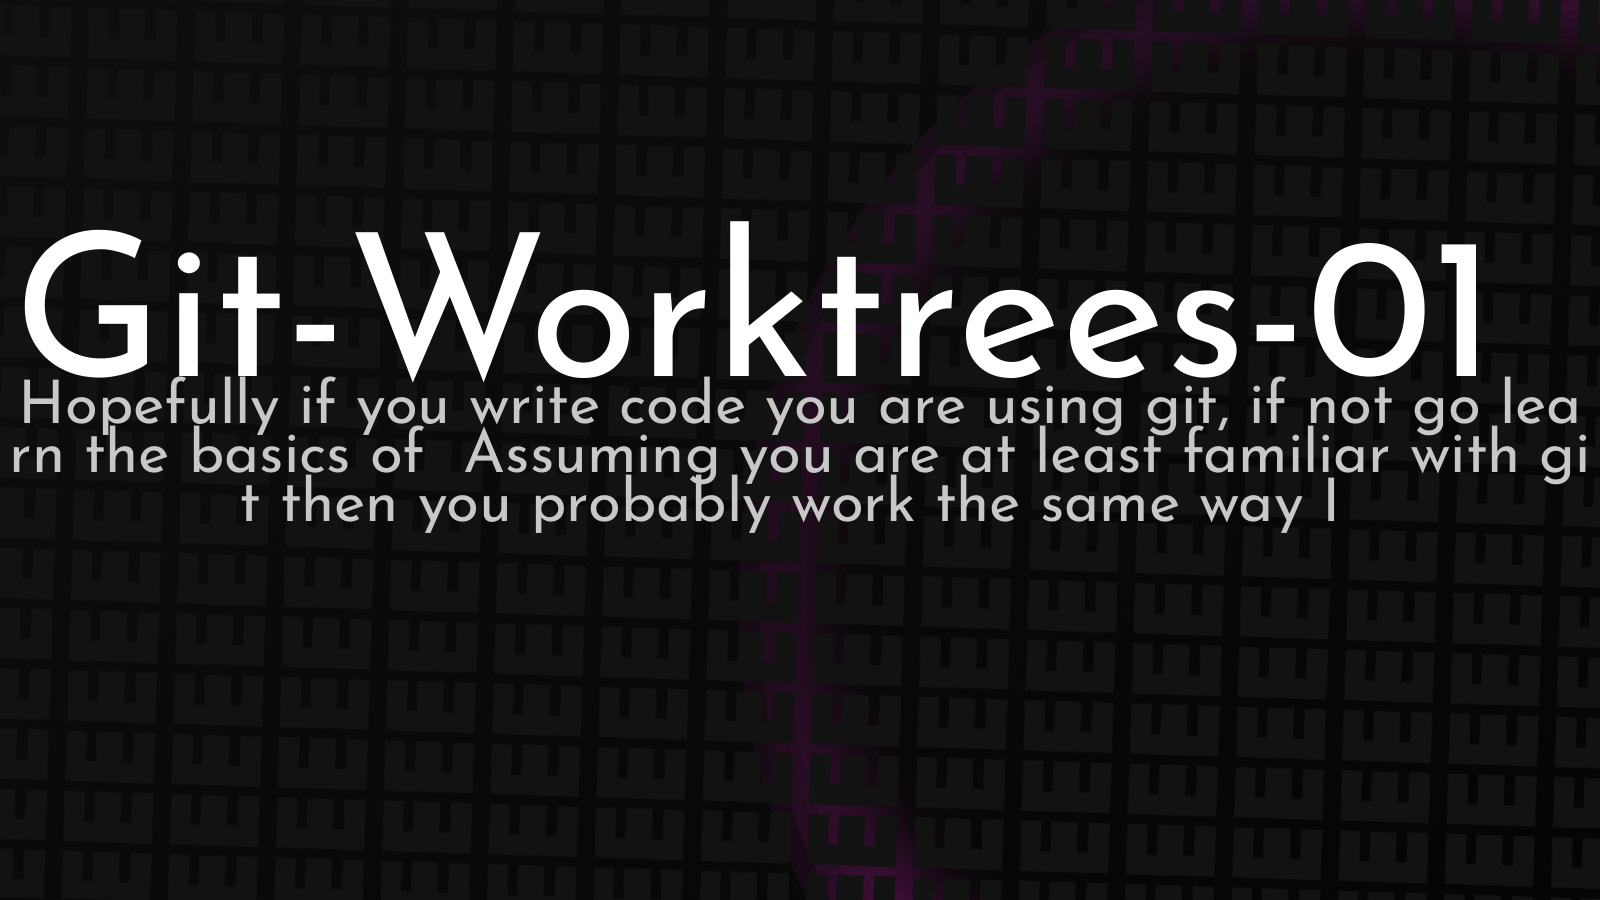 Git-Worktrees-01
Hopefully if you write code you are using git, if not go lea
rn the basics of  Assuming you are at least familiar with gi
t then you probably work the same way I